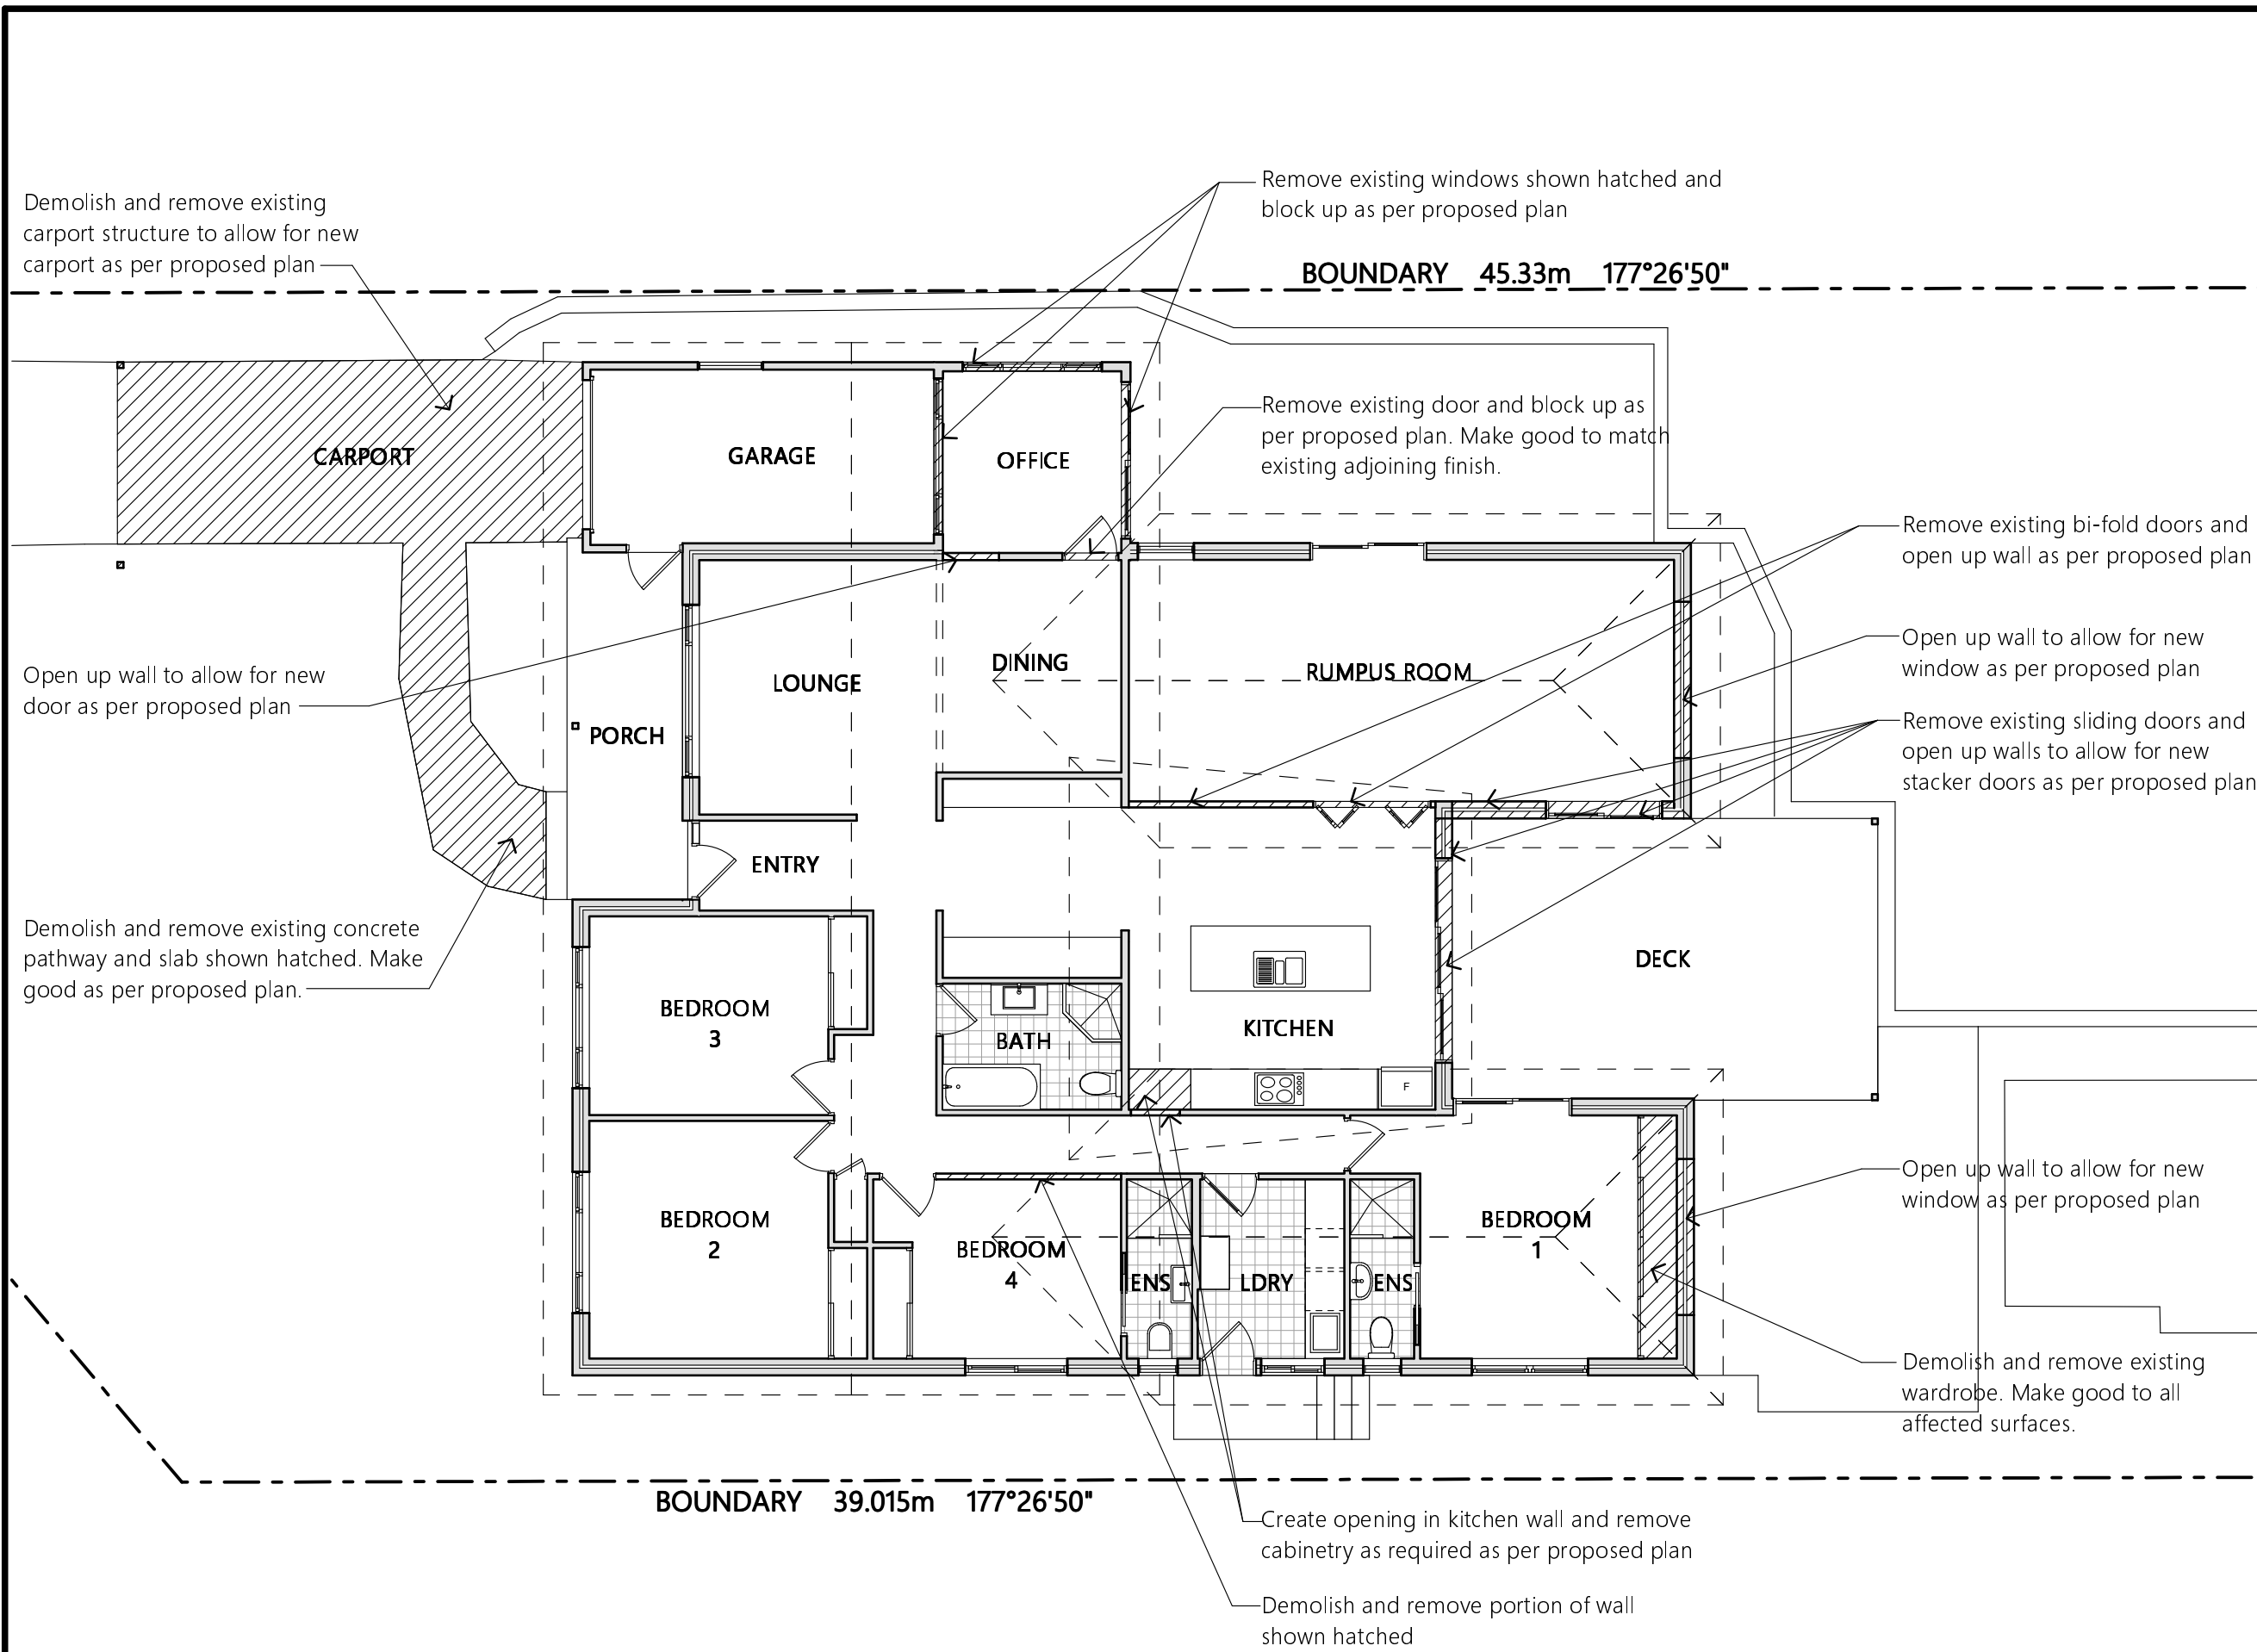 Demolish and remove existing
carport structure to allow for new
carport as per proposed plan
Remove existing windows shown hatched and
block up as per proposed plan
BOUNDARY 45.33m 177°26'50"
Remove existing door and block up as
per proposed plan. Make good to match
existing adjoining finish.
CARPORT
GARAGE
OFFICE
Remove existing bi-fold doors and
open up wall as per proposed plan
Open up wall to allow for new
window as per proposed plan
Open up wall to allow for new
door as per proposed plan
LOUNGE
DINING
RUMPUS ROOM
PORCH
Remove existing sliding doors and
open up walls to allow for new
stacker doors as per proposed plan
ENTRY
Demolish and remove existing concrete
pathway and slab shown hatched. Make
good as per proposed plan.
DECK
BEDROOM
3
BATH
KITCHEN
F
Open up wall to allow for new
window as per proposed plan
BEDROOM
2
BEDROOM
4
ENS
LDRY
ENS
BEDROOM
1
Demolish and remove existing
wardrobe. Make good to all
affected surfaces.
BOUNDARY 39.015m 177°26'50"
Create opening in kitchen wall and remove
cabinetry as required as per proposed plan
Demolish and remove portion of wall
shown hatched